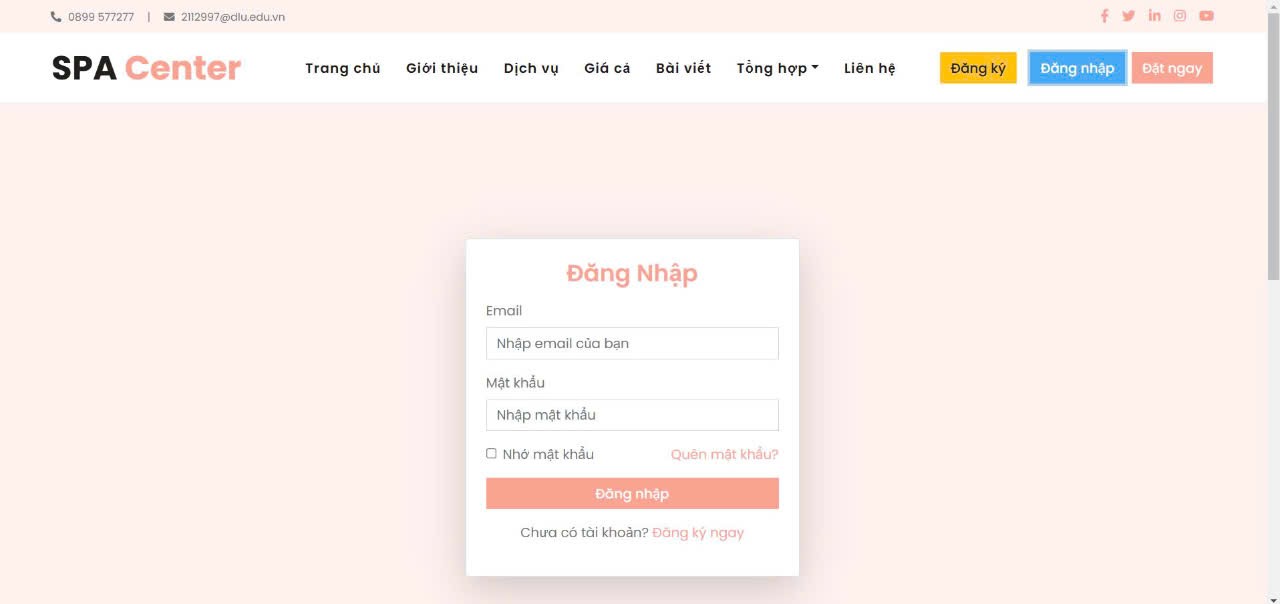 0899 577277 | 2112997@dlu.edu.vn
SPA Center Trang chủ Giới thiệu Dịch vụ Giá cả Bài viết Tổng hợp Liên hệ Đăng ký Đăng nhập Đặt ngay
Đăng Nhập
Email
Nhập email của bạn
Mật khẩu
Nhập mật khẩu
Nhớ mật khẩu Quên mật khẩu?
Đăng nhập
Chưa có tài khoản? Đăng ký ngay